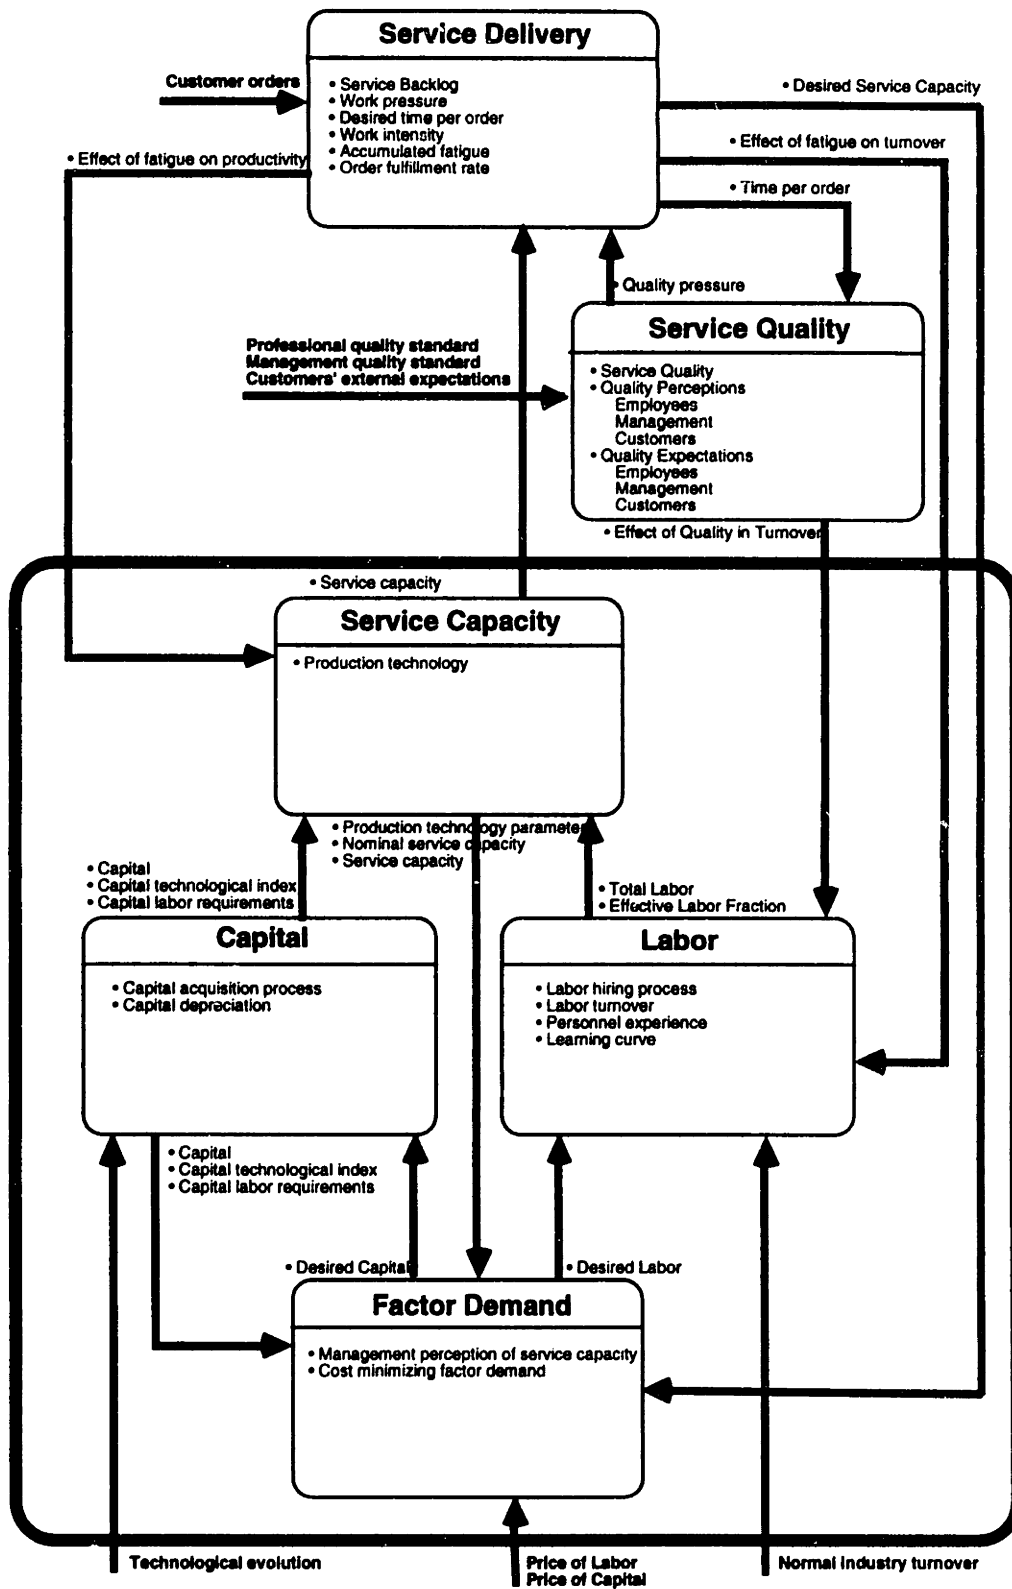 Service Delivery
Customer orders
• Service Backlog
• Work pressure
• Desired time per order
• Work intensity
• Accumulated fatigue
• Order fulfillment rate
• Desired Service Capacity
• Effect of fatigue on turnover
• Effect of fatigue on productivity
• Time per order
• Quality pressure
Service Quality
Professional quality standard
Management quality standard
Customers' external expectations
• Service Quality
• Quality Perceptions
Employees
Management
Customers
• Quality Expectations
Employees
Management
Customers
• Effect of Quality in Turnover
• Service capacity
Service Capacity
• Production technology
• Production technology parameter
• Nominal service capacity
• Service capacity
• Capital
• Capital technological index
• Capital labor requirements
• Total Labor
• Effective Labor Fraction
Capital
• Capital acquisition process
• Capital depreciation
Labor
• Labor hiring process
• Labor turnover
• Personnel experience
• Learning curve
• Capital
• Capital technological index
• Capital labor requirements
• Desired Capital
• Desired Labor
Factor Demand
• Management perception of service capacity
• Cost minimizing factor demand
Technological evolution
Price of Labor
Price of Capital
Normal industry turnover